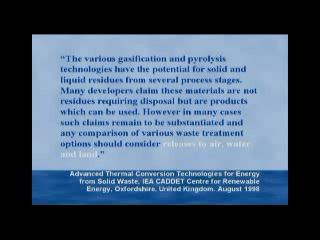 “The various gasification and pyrolysis
technologies have the potential for solid and
liquid residues from several process stages.
Many developers claim these materials are not
residues requiring disposal but are products
which can be used. However in many cases
such claims remain to be substantiated and
any comparison of various waste treatment
options should consider releases to air, water
and land.”
Advanced Thermal Conversion Technologies for Energy
from Solid Waste, IEA CADDET Centre for Renewable
Energy, Oxfordshire, United Kingdom. August 1998